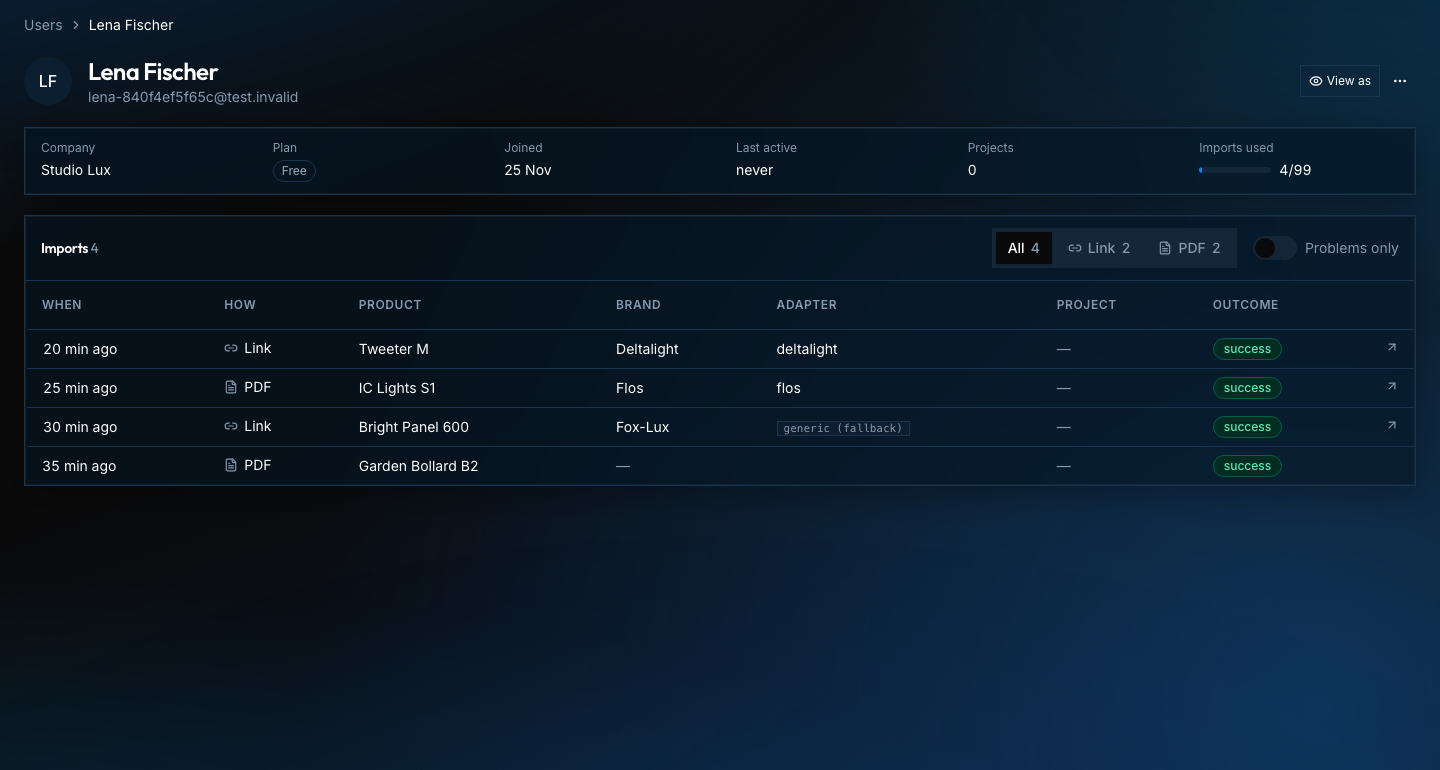 Users > Lena Fischer
LF
Lena Fischer
lena-840f4ef5f65c@test.invalid
View as
Company Plan Joined Last active Projects Imports used
Studio Lux Free 25 Nov never 0 4/99
Imports 4 All 4 Link 2 PDF 2 Problems only
WHEN HOW PRODUCT BRAND ADAPTER PROJECT OUTCOME
20 min ago Link Tweeter M Deltalight deltalight — success
25 min ago PDF IC Lights S1 Flos flos — success
30 min ago Link Bright Panel 600 Fox-Lux generic (fallback) — success
35 min ago PDF Garden Bollard B2 — — success